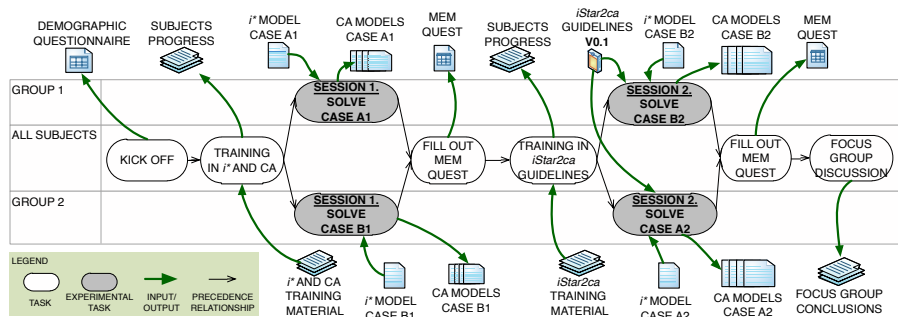 DEMOGRAPHIC
QUESTIONNAIRE
SUBJECTS
PROGRESS
i* MODEL
CASE A1
CA MODELS
CASE A1
MEM
QUEST
SUBJECTS
PROGRESS
iStar2ca
GUIDELINES
V0.1
i* MODEL
CASE B2
CA MODELS
CASE B2
MEM
QUEST
GROUP 1
SESSION 1.
SOLVE
CASE A1
SESSION 2.
SOLVE
CASE B2
ALL SUBJECTS
KICK OFF
TRAINING
IN i* AND CA
FILL OUT
MEM
QUEST
TRAINING IN
iStar2ca
GUIDELINES
FILL OUT
MEM
QUEST
FOCUS
GROUP
DISCUSSION
GROUP 2
SESSION 1.
SOLVE
CASE B1
SESSION 2.
SOLVE
CASE A2
LEGEND
TASK
EXPERIMENTAL
TASK
INPUT/
OUTPUT
PRECEDENCE
RELATIONSHIP
i* AND CA
TRAINING
MATERIAL
i* MODEL
CASE B1
CA MODELS
CASE B1
iStar2ca
TRAINING
MATERIAL
i* MODEL
CASE A2
CA MODELS
CASE A2
FOCUS GROUP
CONCLUSIONS